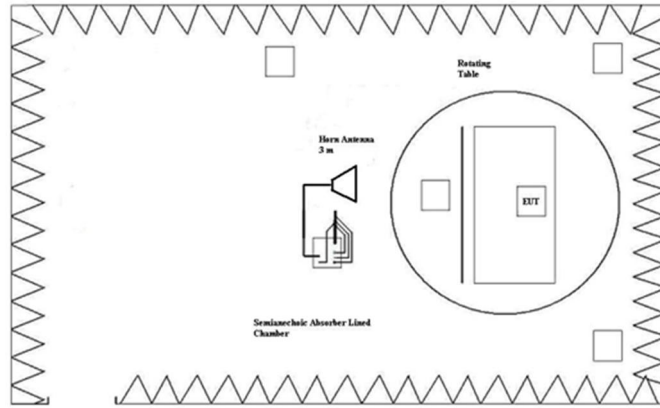 Rotating
Table
Horn Antenna
3 m
EUT
Semianechoic Absorber Lined
Chamber